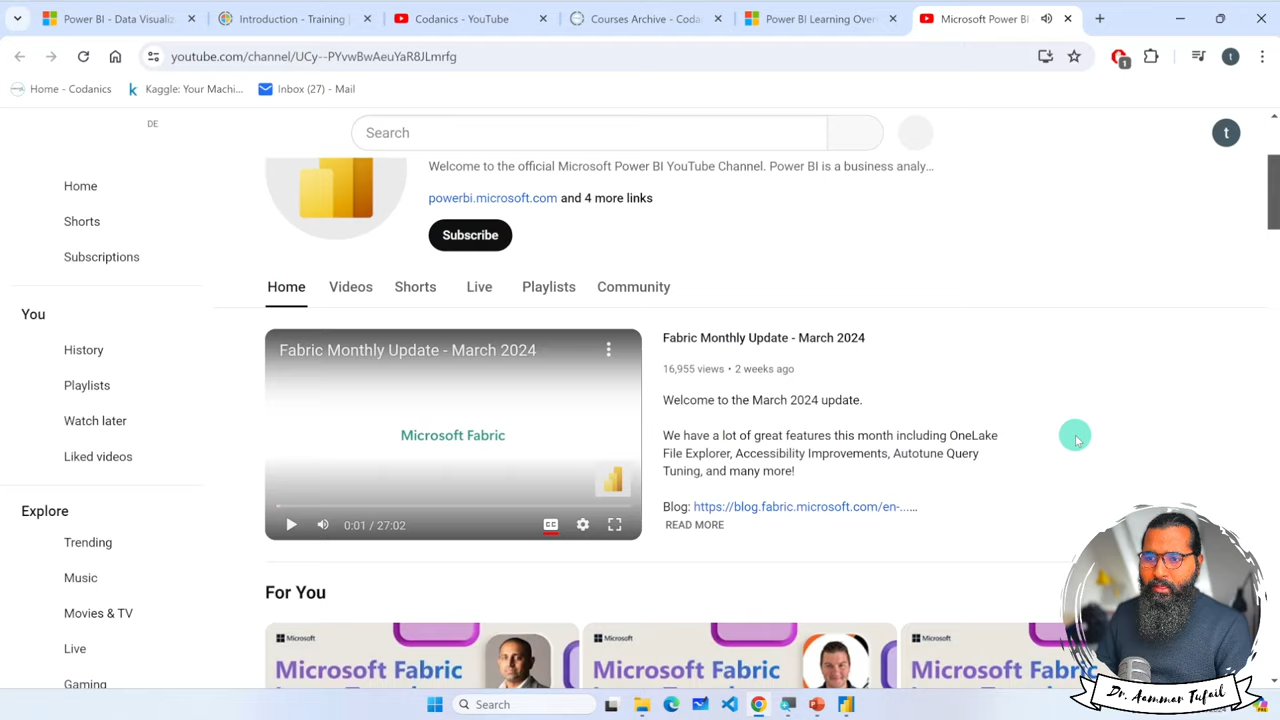 Power BI - Data Visualiz
Introduction - Training
Codanics - YouTube
Courses Archive - Coda
Power BI Learning Over
Microsoft Power BI
youtube.com/channel/UCy--PYvwBwAeuYaR8JLmrfg
1
t
Home - Codanics
Kaggle: Your Machi...
Inbox (27) - Mail
DE
Search
t
Welcome to the official Microsoft Power BI YouTube Channel. Power BI is a business analy...
powerbi.microsoft.com and 4 more links
Subscribe
Home
Shorts
Subscriptions
You
History
Playlists
Watch later
Liked videos
Explore
Trending
Music
Movies & TV
Live
Gaming
Home Videos Shorts Live Playlists Community
Fabric Monthly Update - March 2024
Microsoft Fabric
0:01 / 27:02
CC
Fabric Monthly Update - March 2024
16,955 views • 2 weeks ago
Welcome to the March 2024 update.
We have a lot of great features this month including OneLake
File Explorer, Accessibility Improvements, Autotune Query
Tuning, and many more!
Blog: https://blog.fabric.microsoft.com/en-...…
READ MORE
For You
Microsoft
Microsoft Fabric
Microsoft
Microsoft Fabric
Microsoft
Microsoft Fabric
Search
Dr. Aammar Tufail